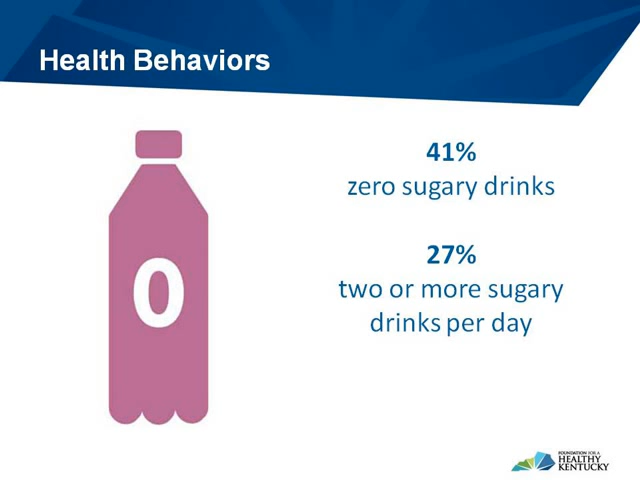 Health Behaviors
0
41%
zero sugary drinks
27%
two or more sugary
drinks per day
FOUNDATION FOR A
HEALTHY
KENTUCKY